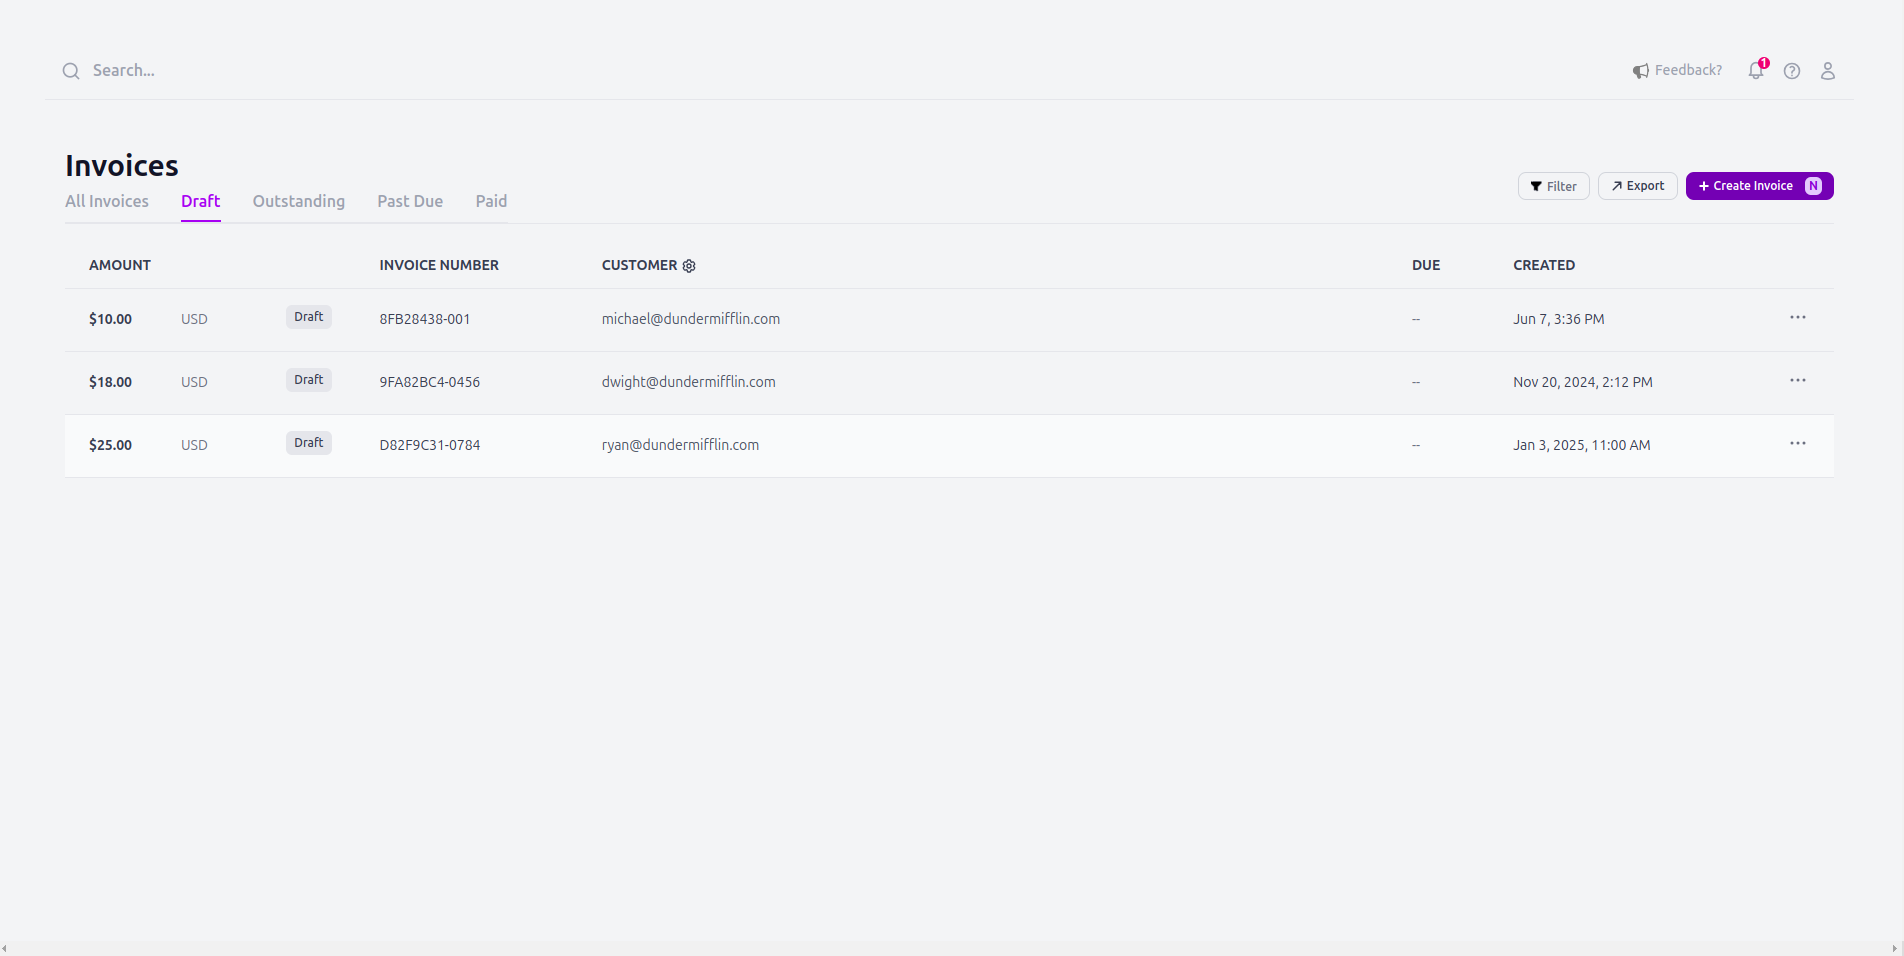 Search...
Feedback?
1
Invoices
All Invoices Draft Outstanding Past Due Paid
Filter Export + Create Invoice N
AMOUNT INVOICE NUMBER CUSTOMER DUE CREATED
$10.00 USD Draft 8FB28438-001 michael@dundermifflin.com -- Jun 7, 3:36 PM
$18.00 USD Draft 9FA82BC4-0456 dwight@dundermifflin.com -- Nov 20, 2024, 2:12 PM
$25.00 USD Draft D82F9C31-0784 ryan@dundermifflin.com -- Jan 3, 2025, 11:00 AM